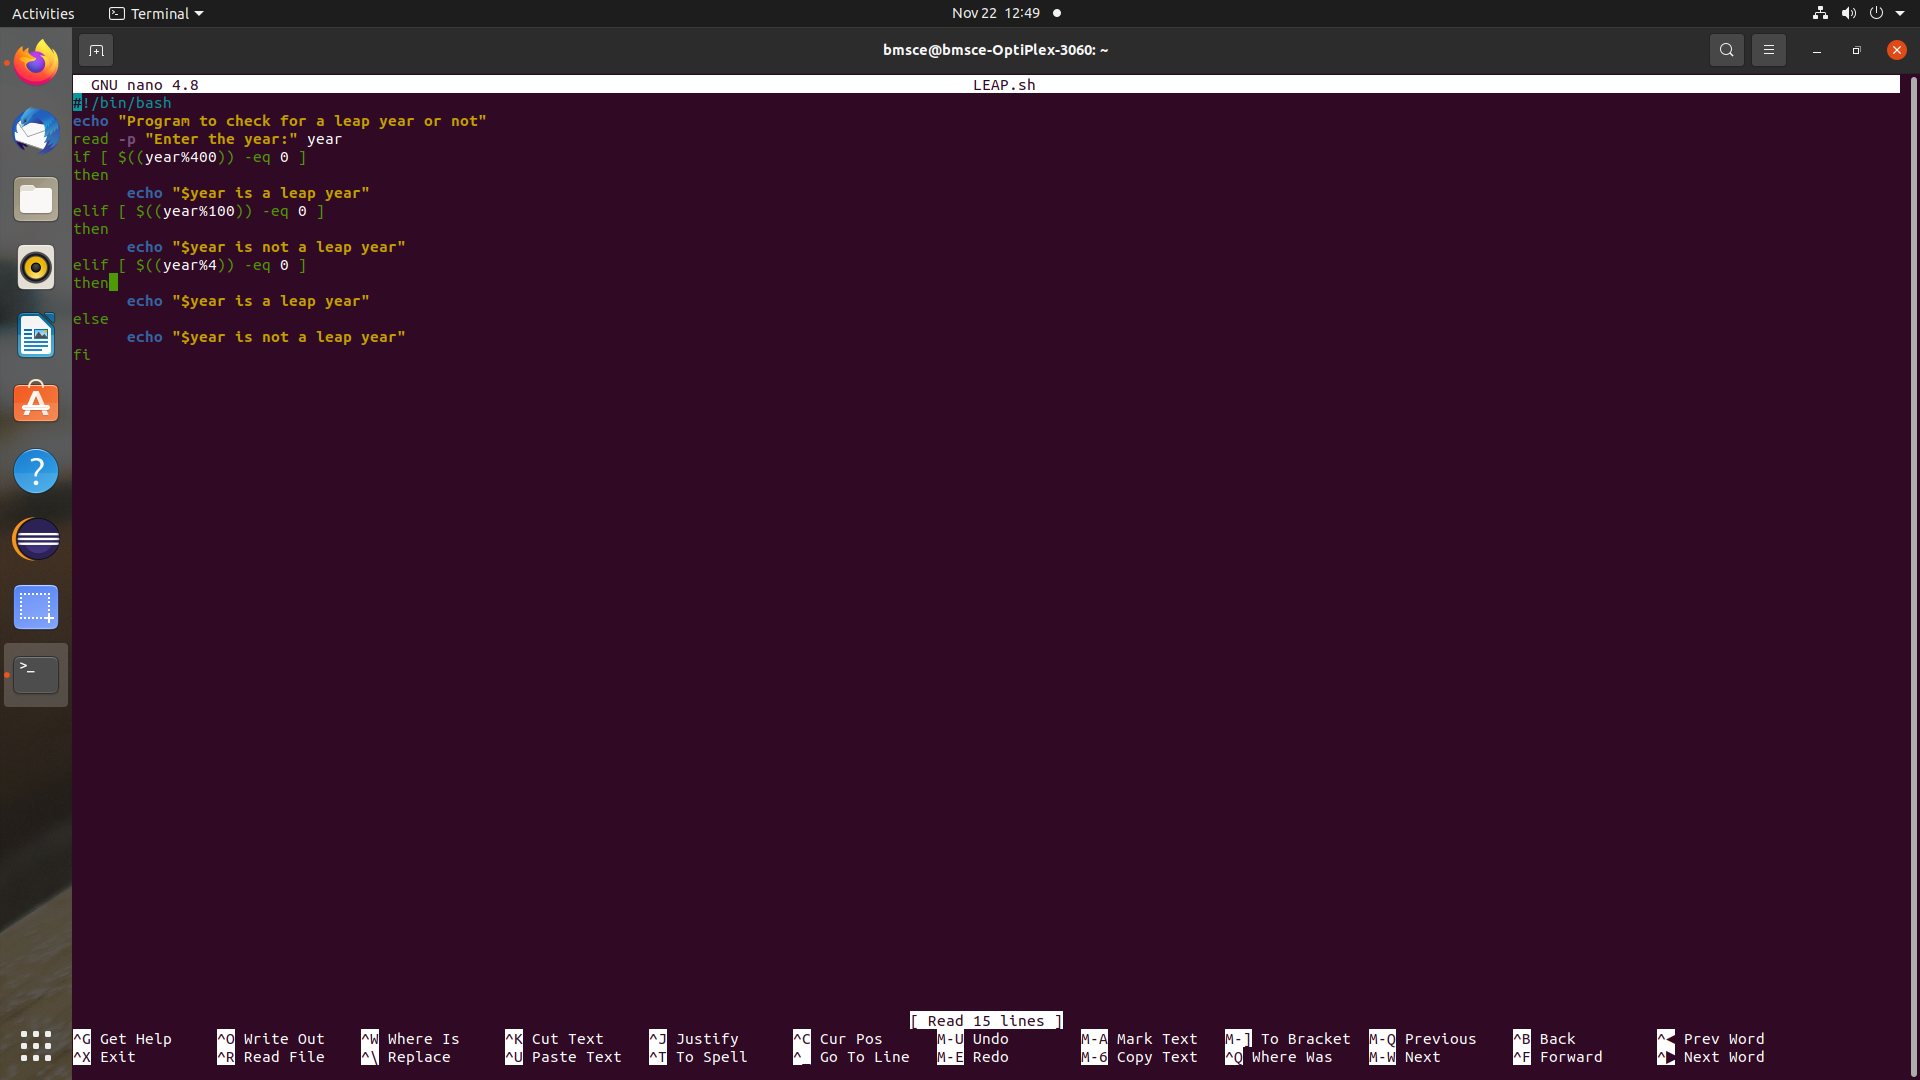 Activities Terminal Nov 22 12:49
bmsce@bmsce-OptiPlex-3060: ~
GNU nano 4.8 LEAP.sh
#!/bin/bash
echo "Program to check for a leap year or not"
read -p "Enter the year:" year
if [ $((year%400)) -eq 0 ]
then
      echo "$year is a leap year"
elif [ $((year%100)) -eq 0 ]
then
      echo "$year is not a leap year"
elif [ $((year%4)) -eq 0 ]
then
      echo "$year is a leap year"
else
      echo "$year is not a leap year"
fi
[ Read 15 lines ]
^G Get Help ^O Write Out ^W Where Is ^K Cut Text ^J Justify ^C Cur Pos M-U Undo M-A Mark Text M-] To Bracket M-Q Previous ^B Back ^◀ Prev Word
^X Exit ^R Read File ^\ Replace ^U Paste Text ^T To Spell ^_ Go To Line M-E Redo M-6 Copy Text ^Q Where Was M-W Next ^F Forward ^▶ Next Word